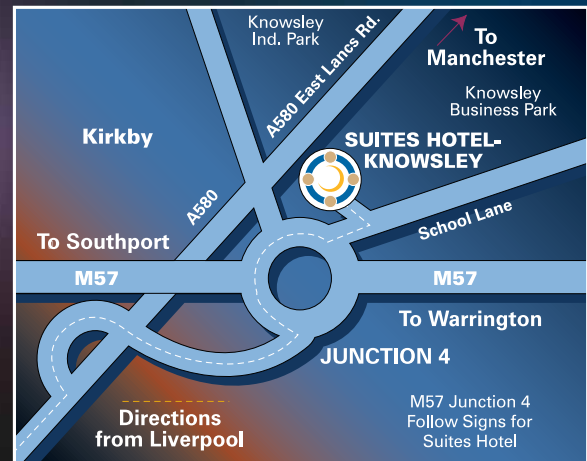 Knowsley
Ind. Park
To
Manchester
A580 East Lancs Rd.
Knowsley
Business Park
Kirkby
SUITES HOTEL-
KNOWSLEY
A580
School Lane
To Southport
M57
M57
To Warrington
JUNCTION 4
Directions
from Liverpool
M57 Junction 4
Follow Signs for
Suites Hotel